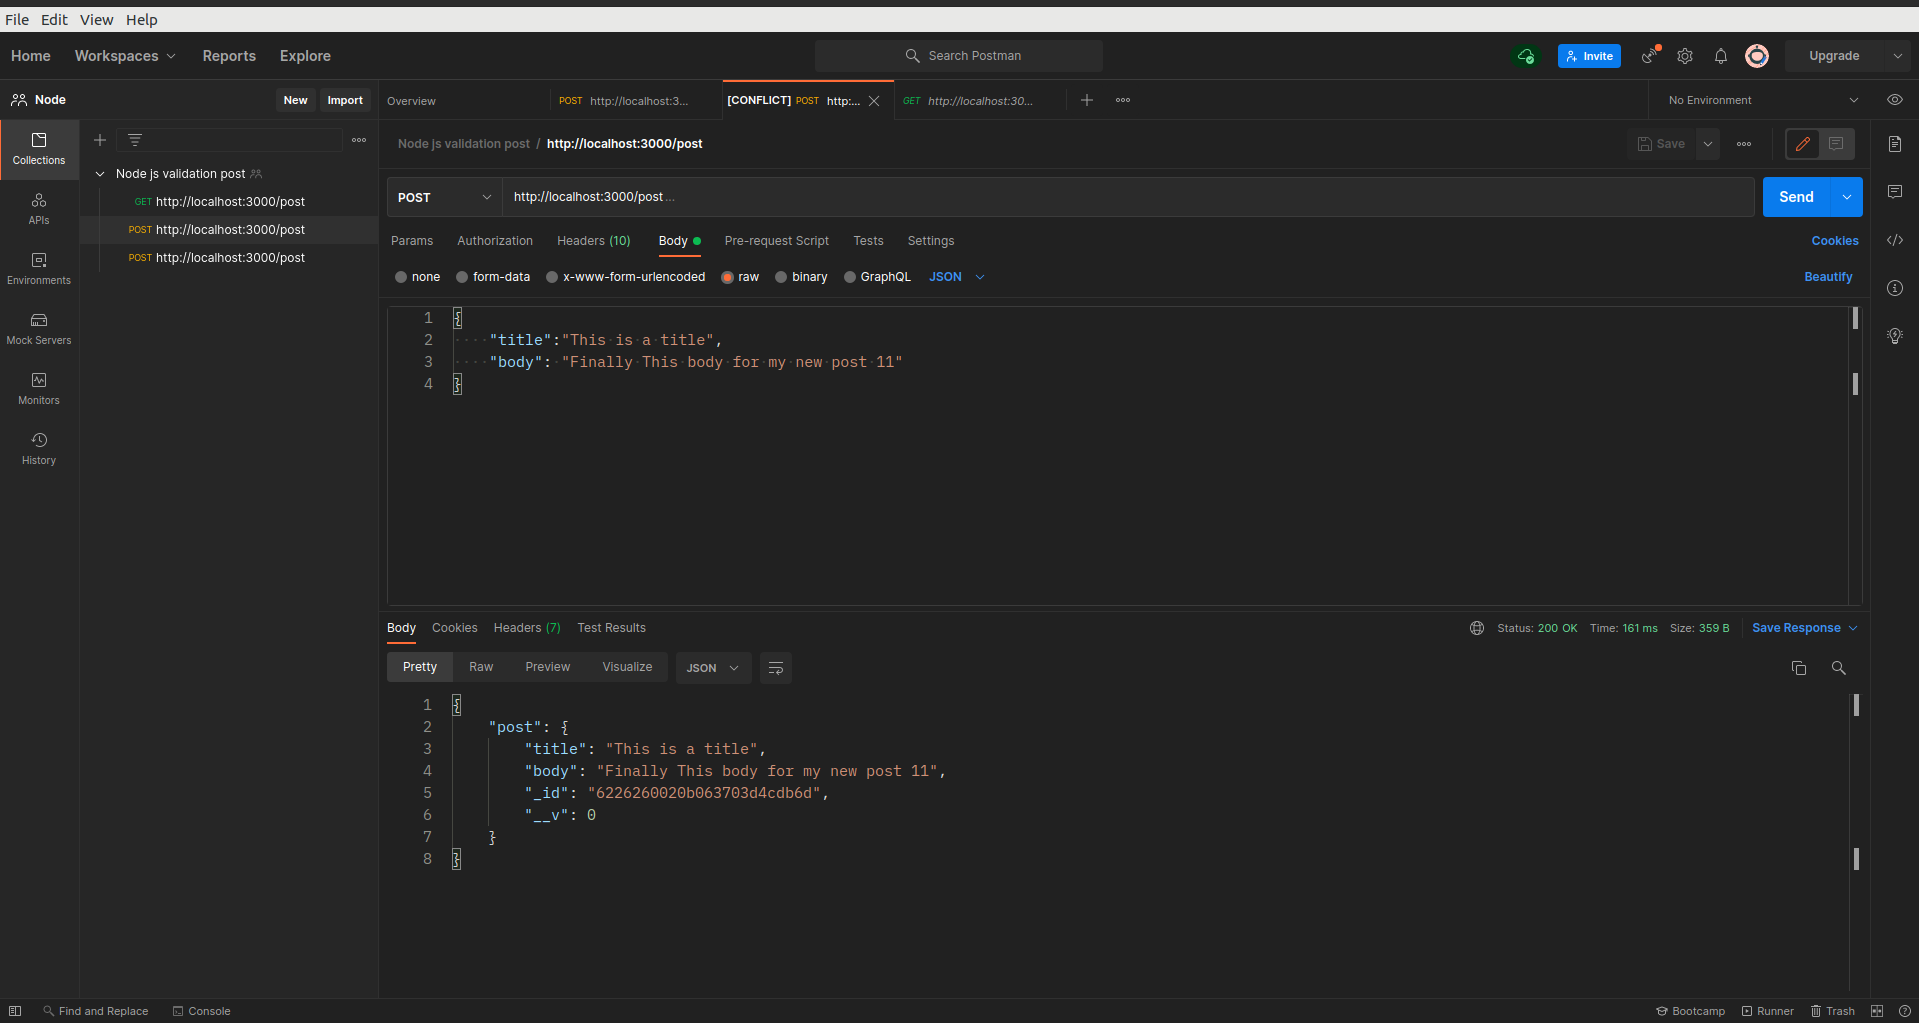 File Edit View Help
Home Workspaces Reports Explore Search Postman Invite Upgrade
Node New Import Overview POST http://localhost:3... [CONFLICT] POST http:... GET http://localhost:30... No Environment
Collections
APIs
Environments
Mock Servers
Monitors
History
Node js validation post
GET http://localhost:3000/post
POST http://localhost:3000/post
POST http://localhost:3000/post
Node js validation post / http://localhost:3000/post Save
POST http://localhost:3000/post... Send
Params Authorization Headers (10) Body Pre-request Script Tests Settings Cookies
none form-data x-www-form-urlencoded raw binary GraphQL JSON Beautify
1 {
2 ····"title":"This·is·a·title",
3 ····"body":·"Finally·This·body·for·my·new·post·11"
4 }
Body Cookies Headers (7) Test Results Status: 200 OK Time: 161 ms Size: 359 B Save Response
Pretty Raw Preview Visualize JSON
1 {
2 "post": {
3 "title": "This is a title",
4 "body": "Finally This body for my new post 11",
5 "_id": "6226260020b063703d4cdb6d",
6 "__v": 0
7 }
8 }
Find and Replace Console Bootcamp Runner Trash